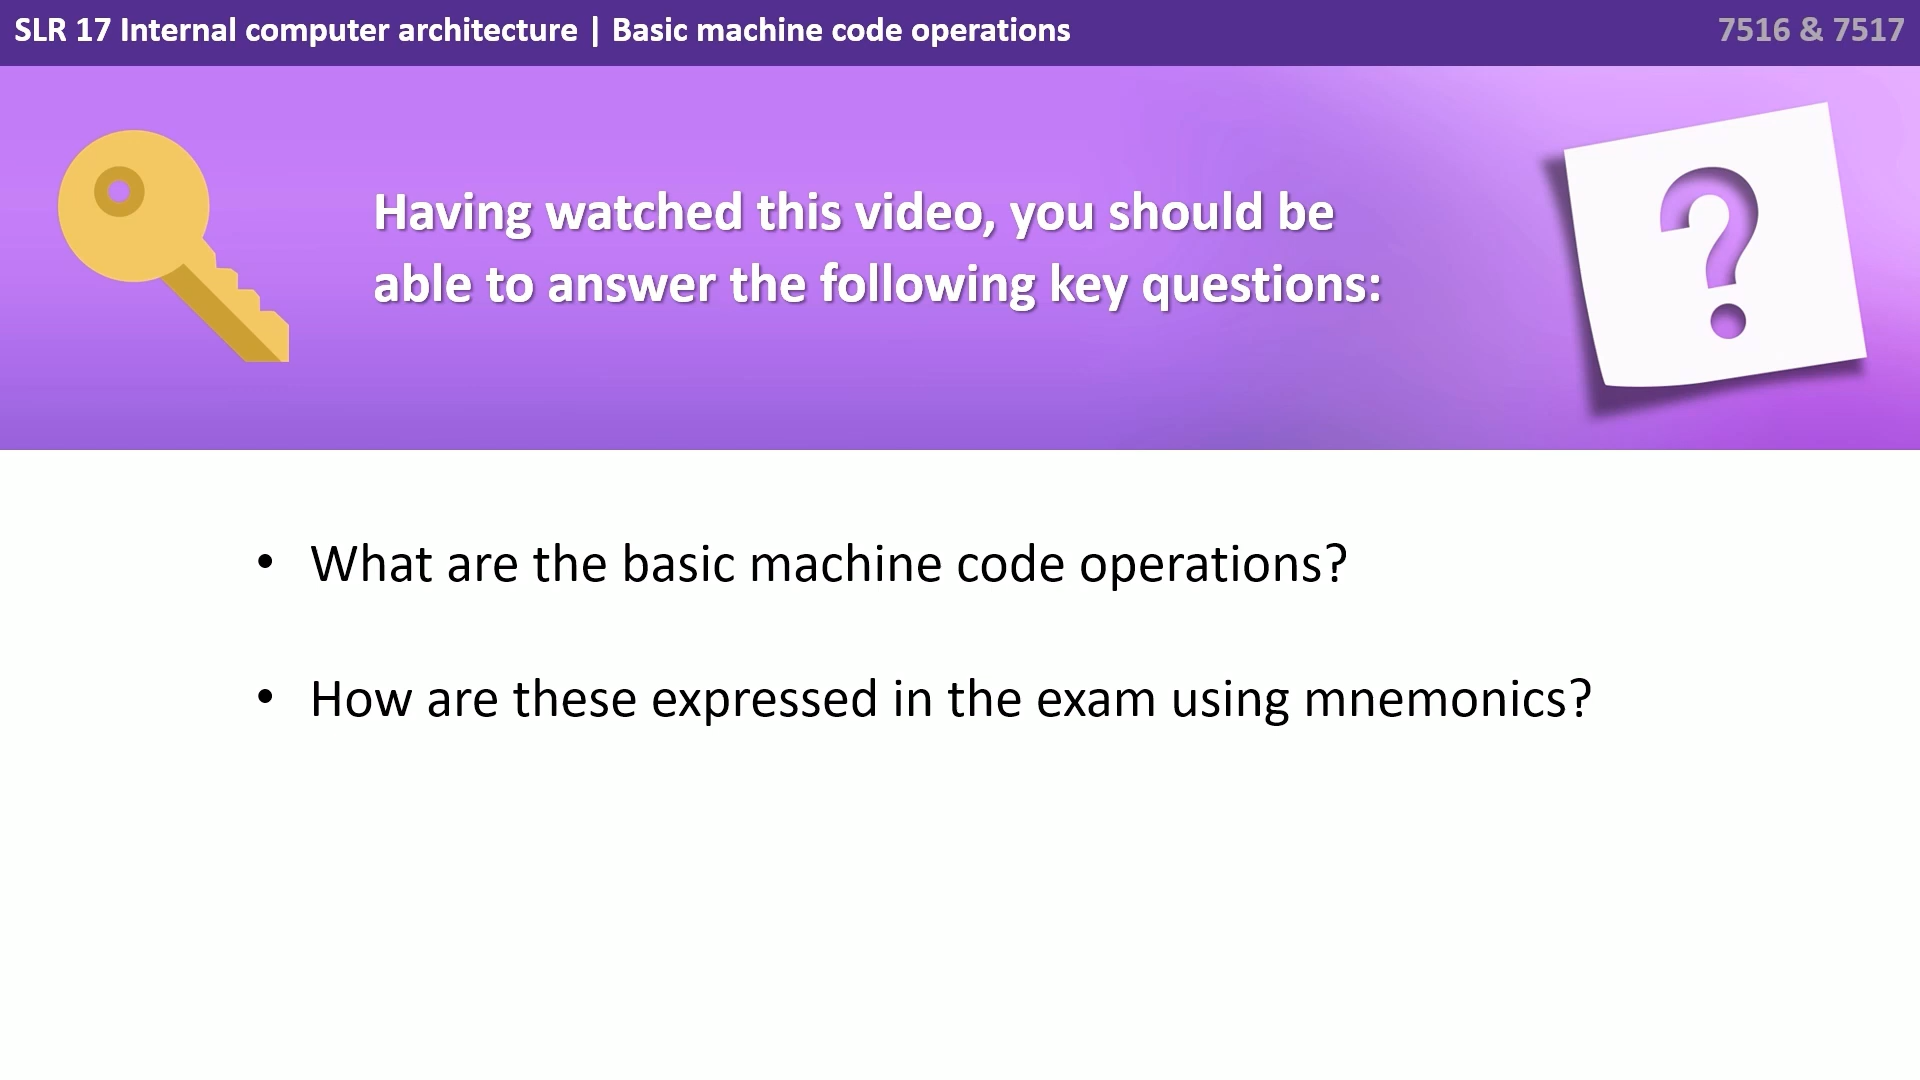 SLR 17 Internal computer architecture | Basic machine code operations
7516 & 7517
Having watched this video, you should be
able to answer the following key questions:
?
• What are the basic machine code operations?
• How are these expressed in the exam using mnemonics?